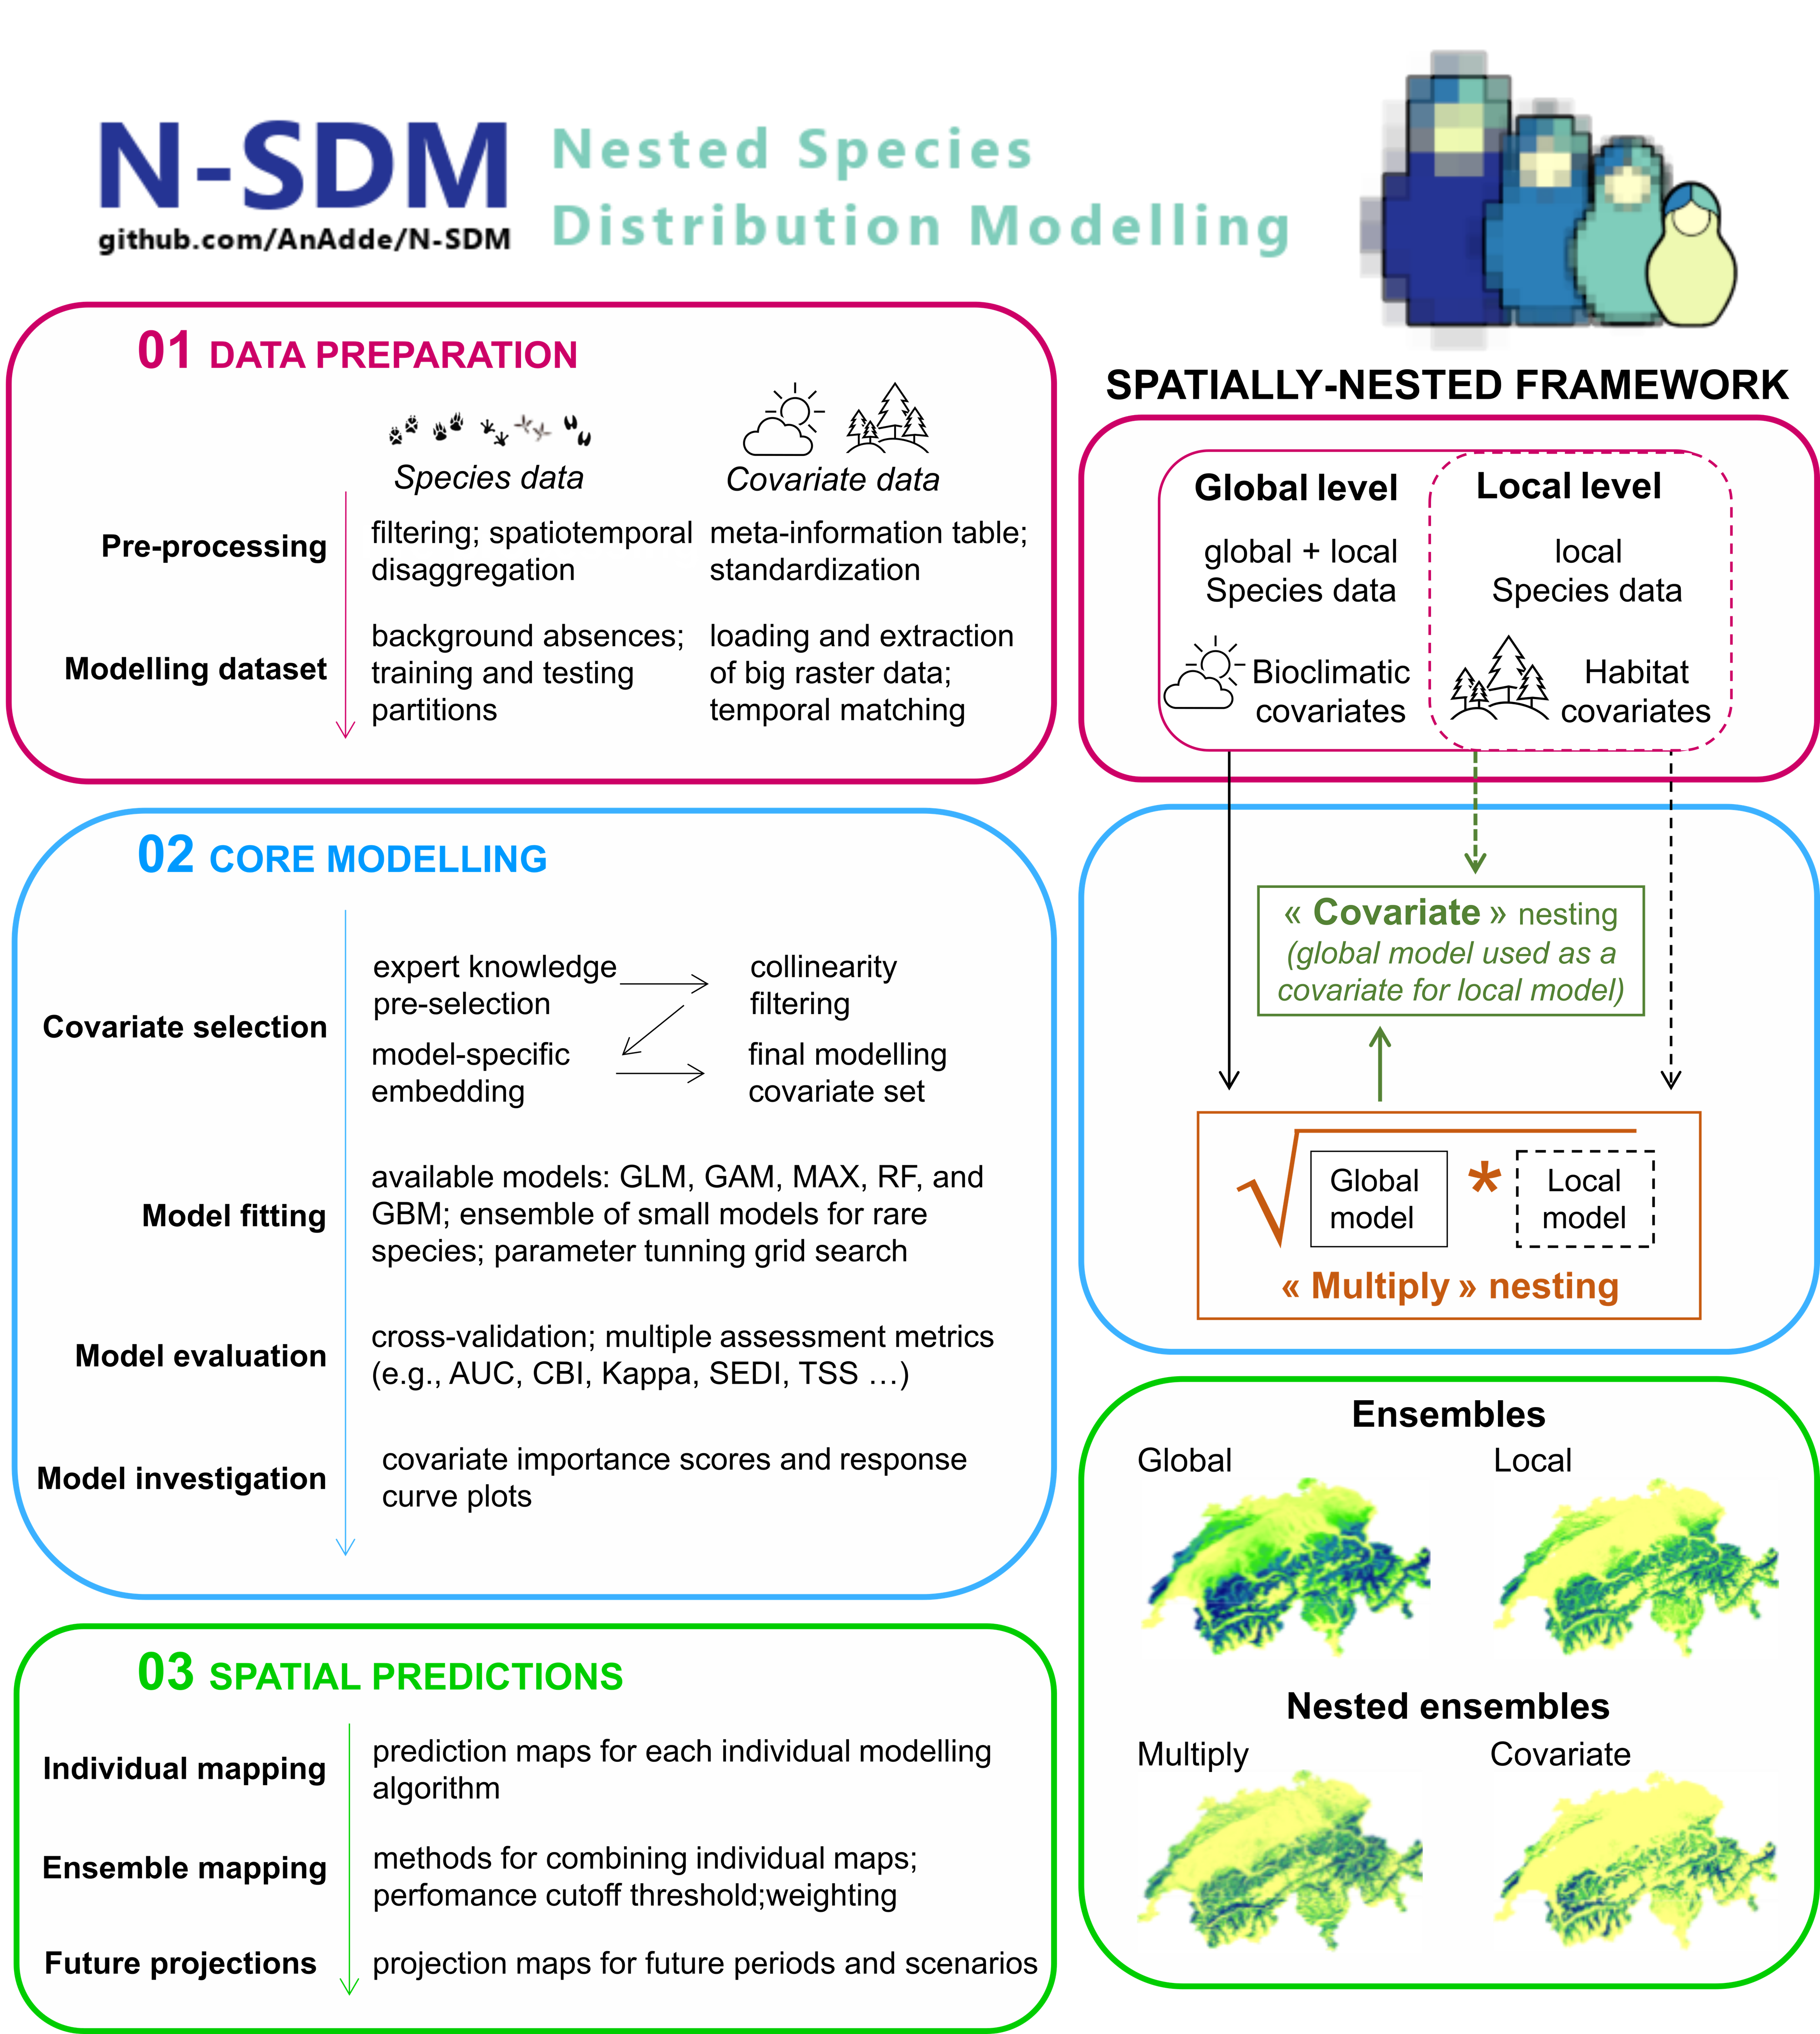 N-SDM
github.com/AnAdde/N-SDM
Nested Species
Distribution Modelling
01 DATA PREPARATION
Species data
Covariate data
Pre-processing
filtering; spatiotemporal
disaggregation
meta-information table;
standardization
Modelling dataset
background absences;
training and testing
partitions
loading and extraction
of big raster data;
temporal matching
02 CORE MODELLING
Covariate selection
expert knowledge
pre-selection
collinearity
filtering
model-specific
embedding
final modelling
covariate set
Model fitting
available models: GLM, GAM, MAX, RF, and
GBM; ensemble of small models for rare
species; parameter tunning grid search
Model evaluation
cross-validation; multiple assessment metrics
(e.g., AUC, CBI, Kappa, SEDI, TSS …)
Model investigation
covariate importance scores and response
curve plots
03 SPATIAL PREDICTIONS
Individual mapping
prediction maps for each individual modelling
algorithm
Ensemble mapping
methods for combining individual maps;
perfomance cutoff threshold;weighting
Future projections
projection maps for future periods and scenarios
SPATIALLY-NESTED FRAMEWORK
Global level
global + local
Species data
Bioclimatic
covariates
Local level
local
Species data
Habitat
covariates
« Covariate » nesting
(global model used as a
covariate for local model)
√
Global
model
*
Local
model
« Multiply » nesting
Ensembles
Global
Local
Nested ensembles
Multiply
Covariate